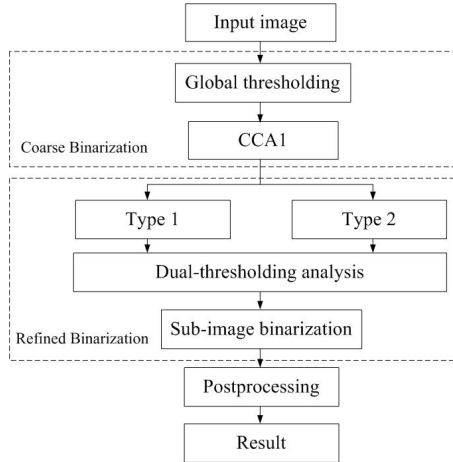 Input image
Global thresholding
CCA1
Coarse Binarization
Type 1
Type 2
Dual-thresholding analysis
Sub-image binarization
Refined Binarization
Postprocessing
Result